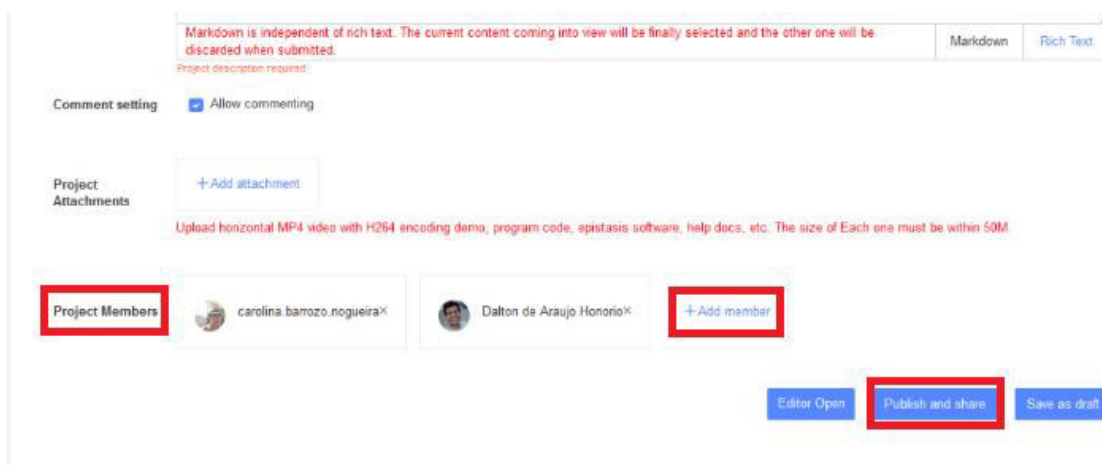 Markdown is independent of rich text. The current content coming into view will be finally selected and the other one will be
discarded when submitted.
Markdown
Rich Text
Project description required
Comment setting
Allow commenting
Project
Attachments
+Add attachment
Upload horizontal MP4 video with H264 encoding demo, program code, epistasis software, help docs, etc. The size of Each one must be within 50M.
Project Members
carolina.barrozo.nogueira×
Dalton de Araujo Honorio×
+Add member
Editor Open
Publish and share
Save as draft